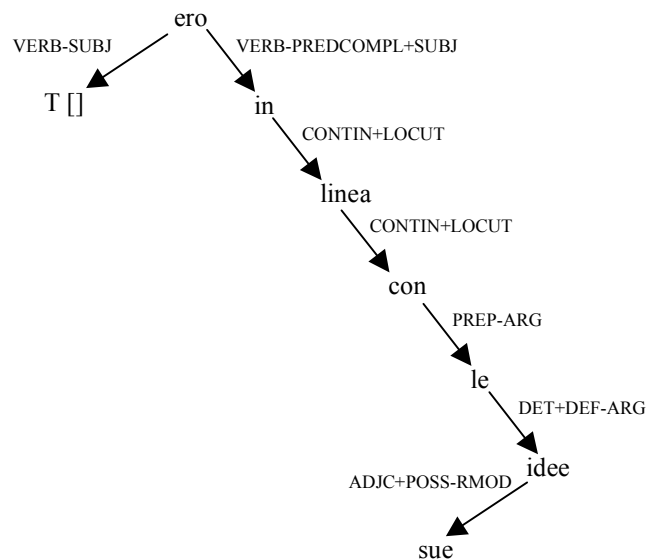 ero
VERB-SUBJ VERB-PREDCOMPL+SUBJ
T [] in
CONTIN+LOCUT
linea
CONTIN+LOCUT
con
PREP-ARG
le
DET+DEF-ARG
idee
ADJC+POSS-RMOD
sue